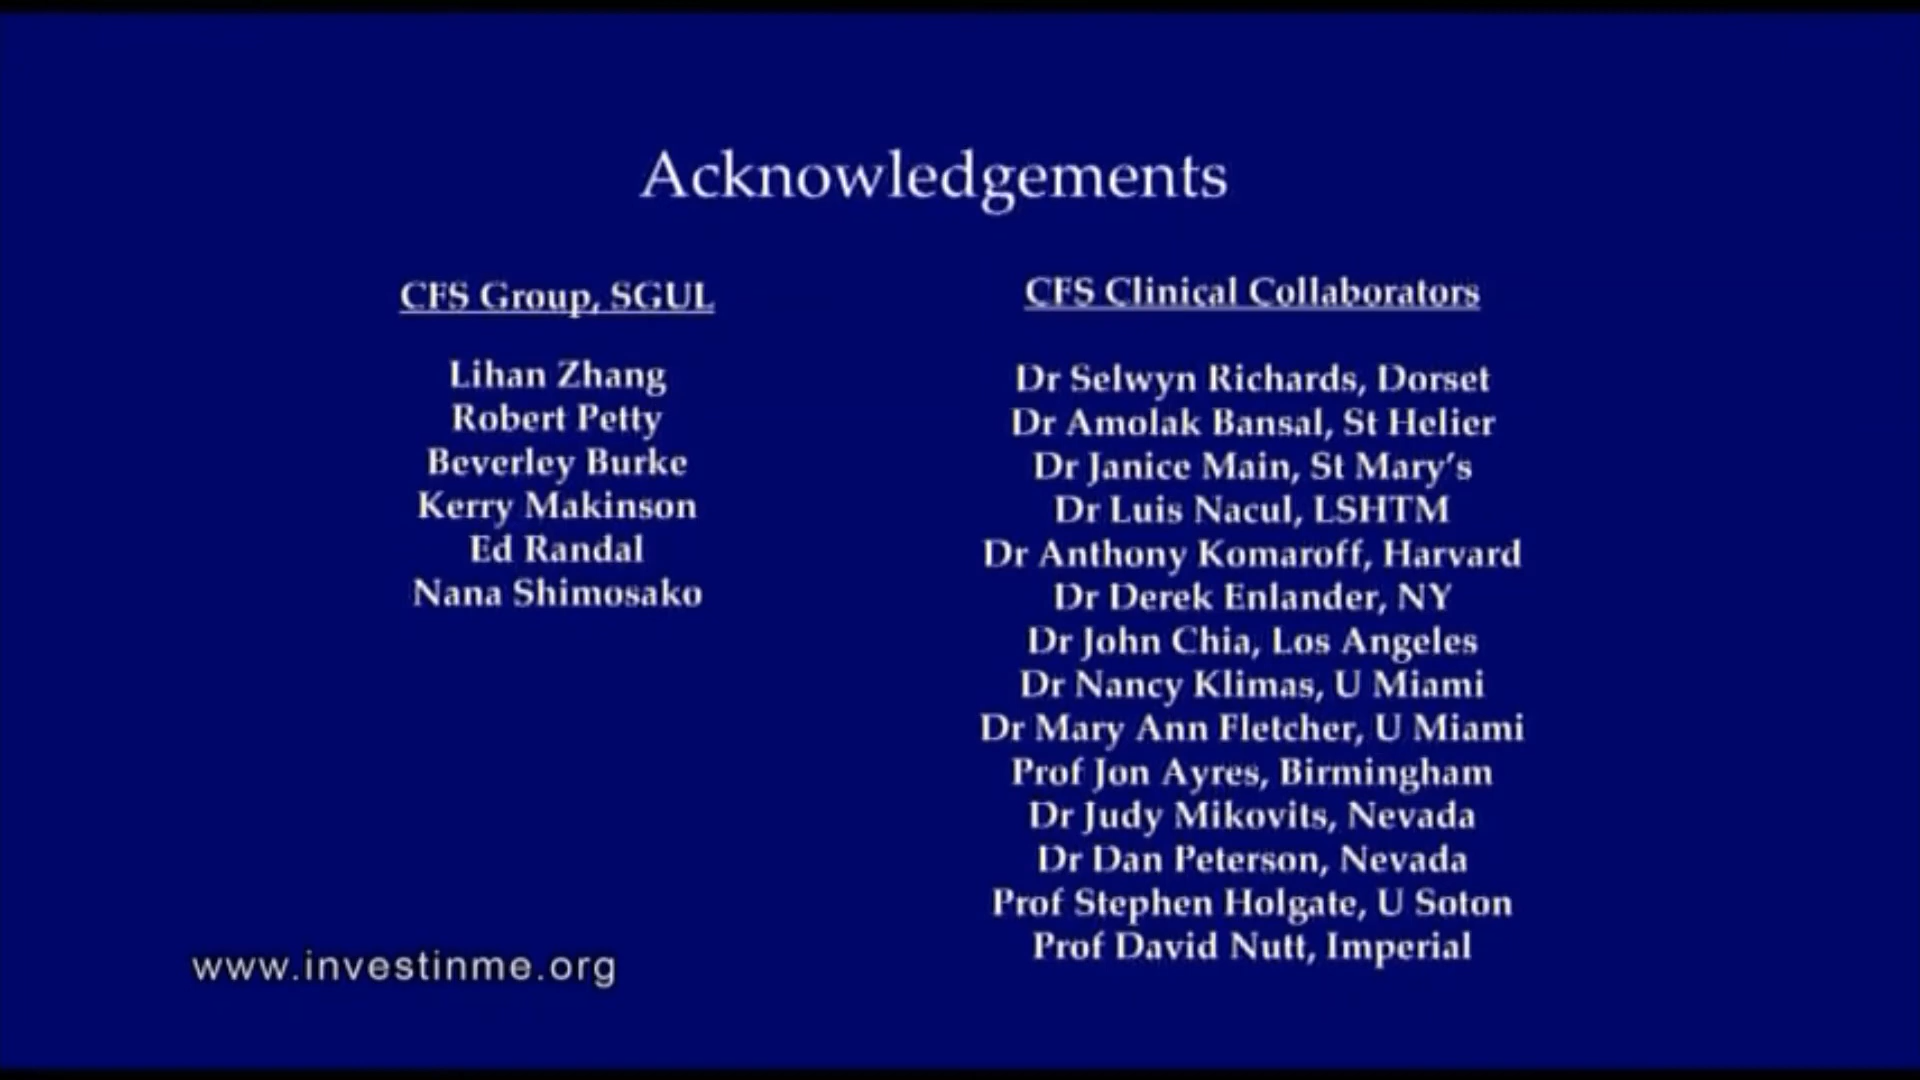 Acknowledgements
CFS Group, SGUL
Lihan Zhang
Robert Petty
Beverley Burke
Kerry Makinson
Ed Randal
Nana Shimosako
CFS Clinical Collaborators
Dr Selwyn Richards, Dorset
Dr Amolak Bansal, St Helier
Dr Janice Main, St Mary's
Dr Luis Nacul, LSHTM
Dr Anthony Komaroff, Harvard
Dr Derek Enlander, NY
Dr John Chia, Los Angeles
Dr Nancy Klimas, U Miami
Dr Mary Ann Fletcher, U Miami
Prof Jon Ayres, Birmingham
Dr Judy Mikovits, Nevada
Dr Dan Peterson, Nevada
Prof Stephen Holgate, U Soton
Prof David Nutt, Imperial
www.investinme.org